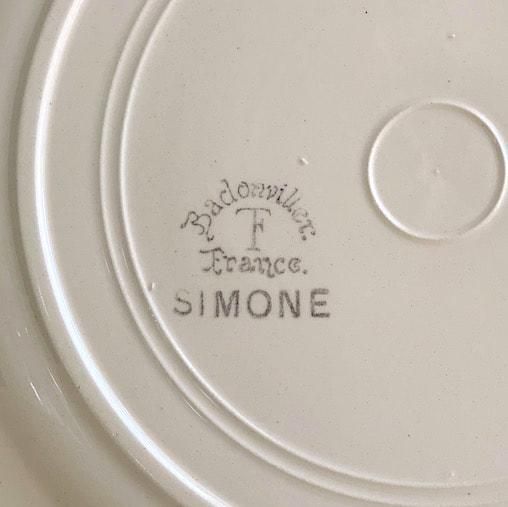 Badonviller.
F
France.
SIMONE